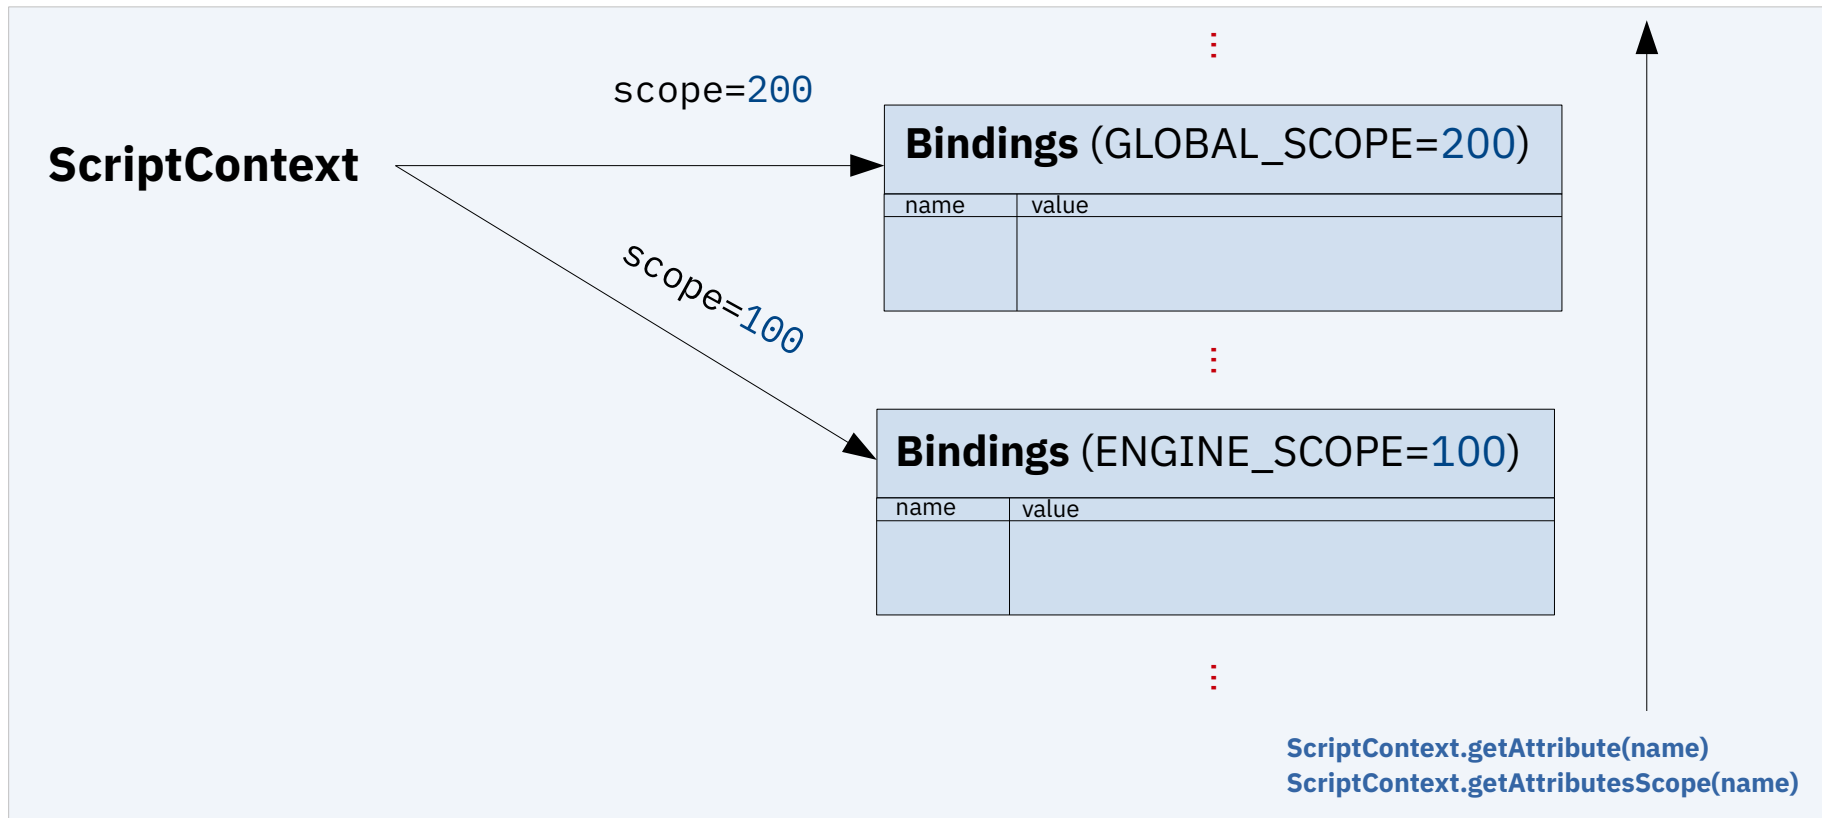 scope=200
ScriptContext
Bindings (GLOBAL_SCOPE=200)
name value
scope=100
Bindings (ENGINE_SCOPE=100)
name value
ScriptContext.getAttribute(name)
ScriptContext.getAttributesScope(name)